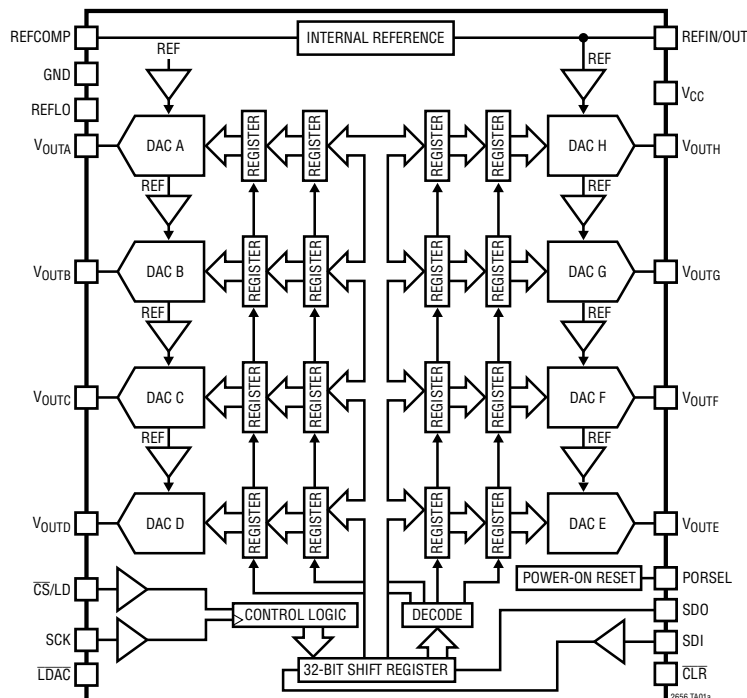 REFCOMP
INTERNAL REFERENCE
REFIN/OUT
REF
REF
GND
VCC
REFLO
VOUTA
DAC A
REGISTER
REGISTER
REGISTER
REGISTER
DAC H
VOUTH
REF
REF
VOUTB
DAC B
REGISTER
REGISTER
REGISTER
REGISTER
DAC G
VOUTG
REF
REF
VOUTC
DAC C
REGISTER
REGISTER
REGISTER
REGISTER
DAC F
VOUTF
REF
REF
VOUTD
DAC D
REGISTER
REGISTER
REGISTER
REGISTER
DAC E
VOUTE
C̅S̅/LD
POWER-ON RESET
PORSEL
CONTROL LOGIC
DECODE
SDO
SCK
SDI
L̅D̅A̅C̅
32-BIT SHIFT REGISTER
C̅L̅R̅
2656 TA01a